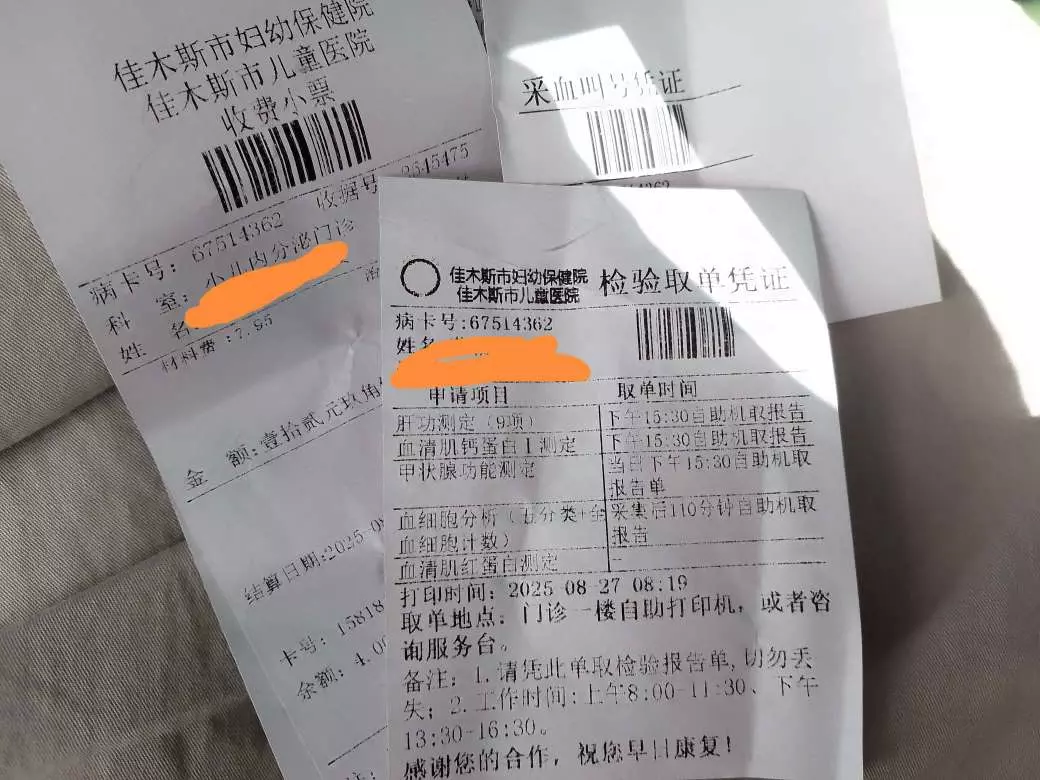 佳木斯市妇幼保健院
佳木斯市儿童医院
收费小票
病卡号: 67514362 收据号 2645475
科 室: 小儿内分泌门诊
姓 名
材料费:7.95
金 额:壹拾贰元玖角
结算日期:2025-0
卡号: 15818
余额: 4.00
采血叫号凭证
4362
佳木斯市妇幼保健院
佳木斯市儿童医院
检验取单凭证
病卡号:67514362
姓名
申请项目 取单时间
肝功测定(9项) 下午15:30自助机取报告
血清肌钙蛋白I测定 下午15:30自助机取报告
甲状腺功能测定 当日下午15:30自助机取
报告单
血细胞分析(五分类+全 采集后110分钟自助机取
血细胞计数) 报告
血清肌红蛋白测定
打印时间: 2025-08-27 08:19
取单地点: 门诊一楼自助打印机, 或者咨
询服务台。
备注: 1.请凭此单取检验报告单,切勿丢
失; 2.工作时间:上午8:00-11:30、下午
13:30-16:30。
感谢您的合作, 祝您早日康复!